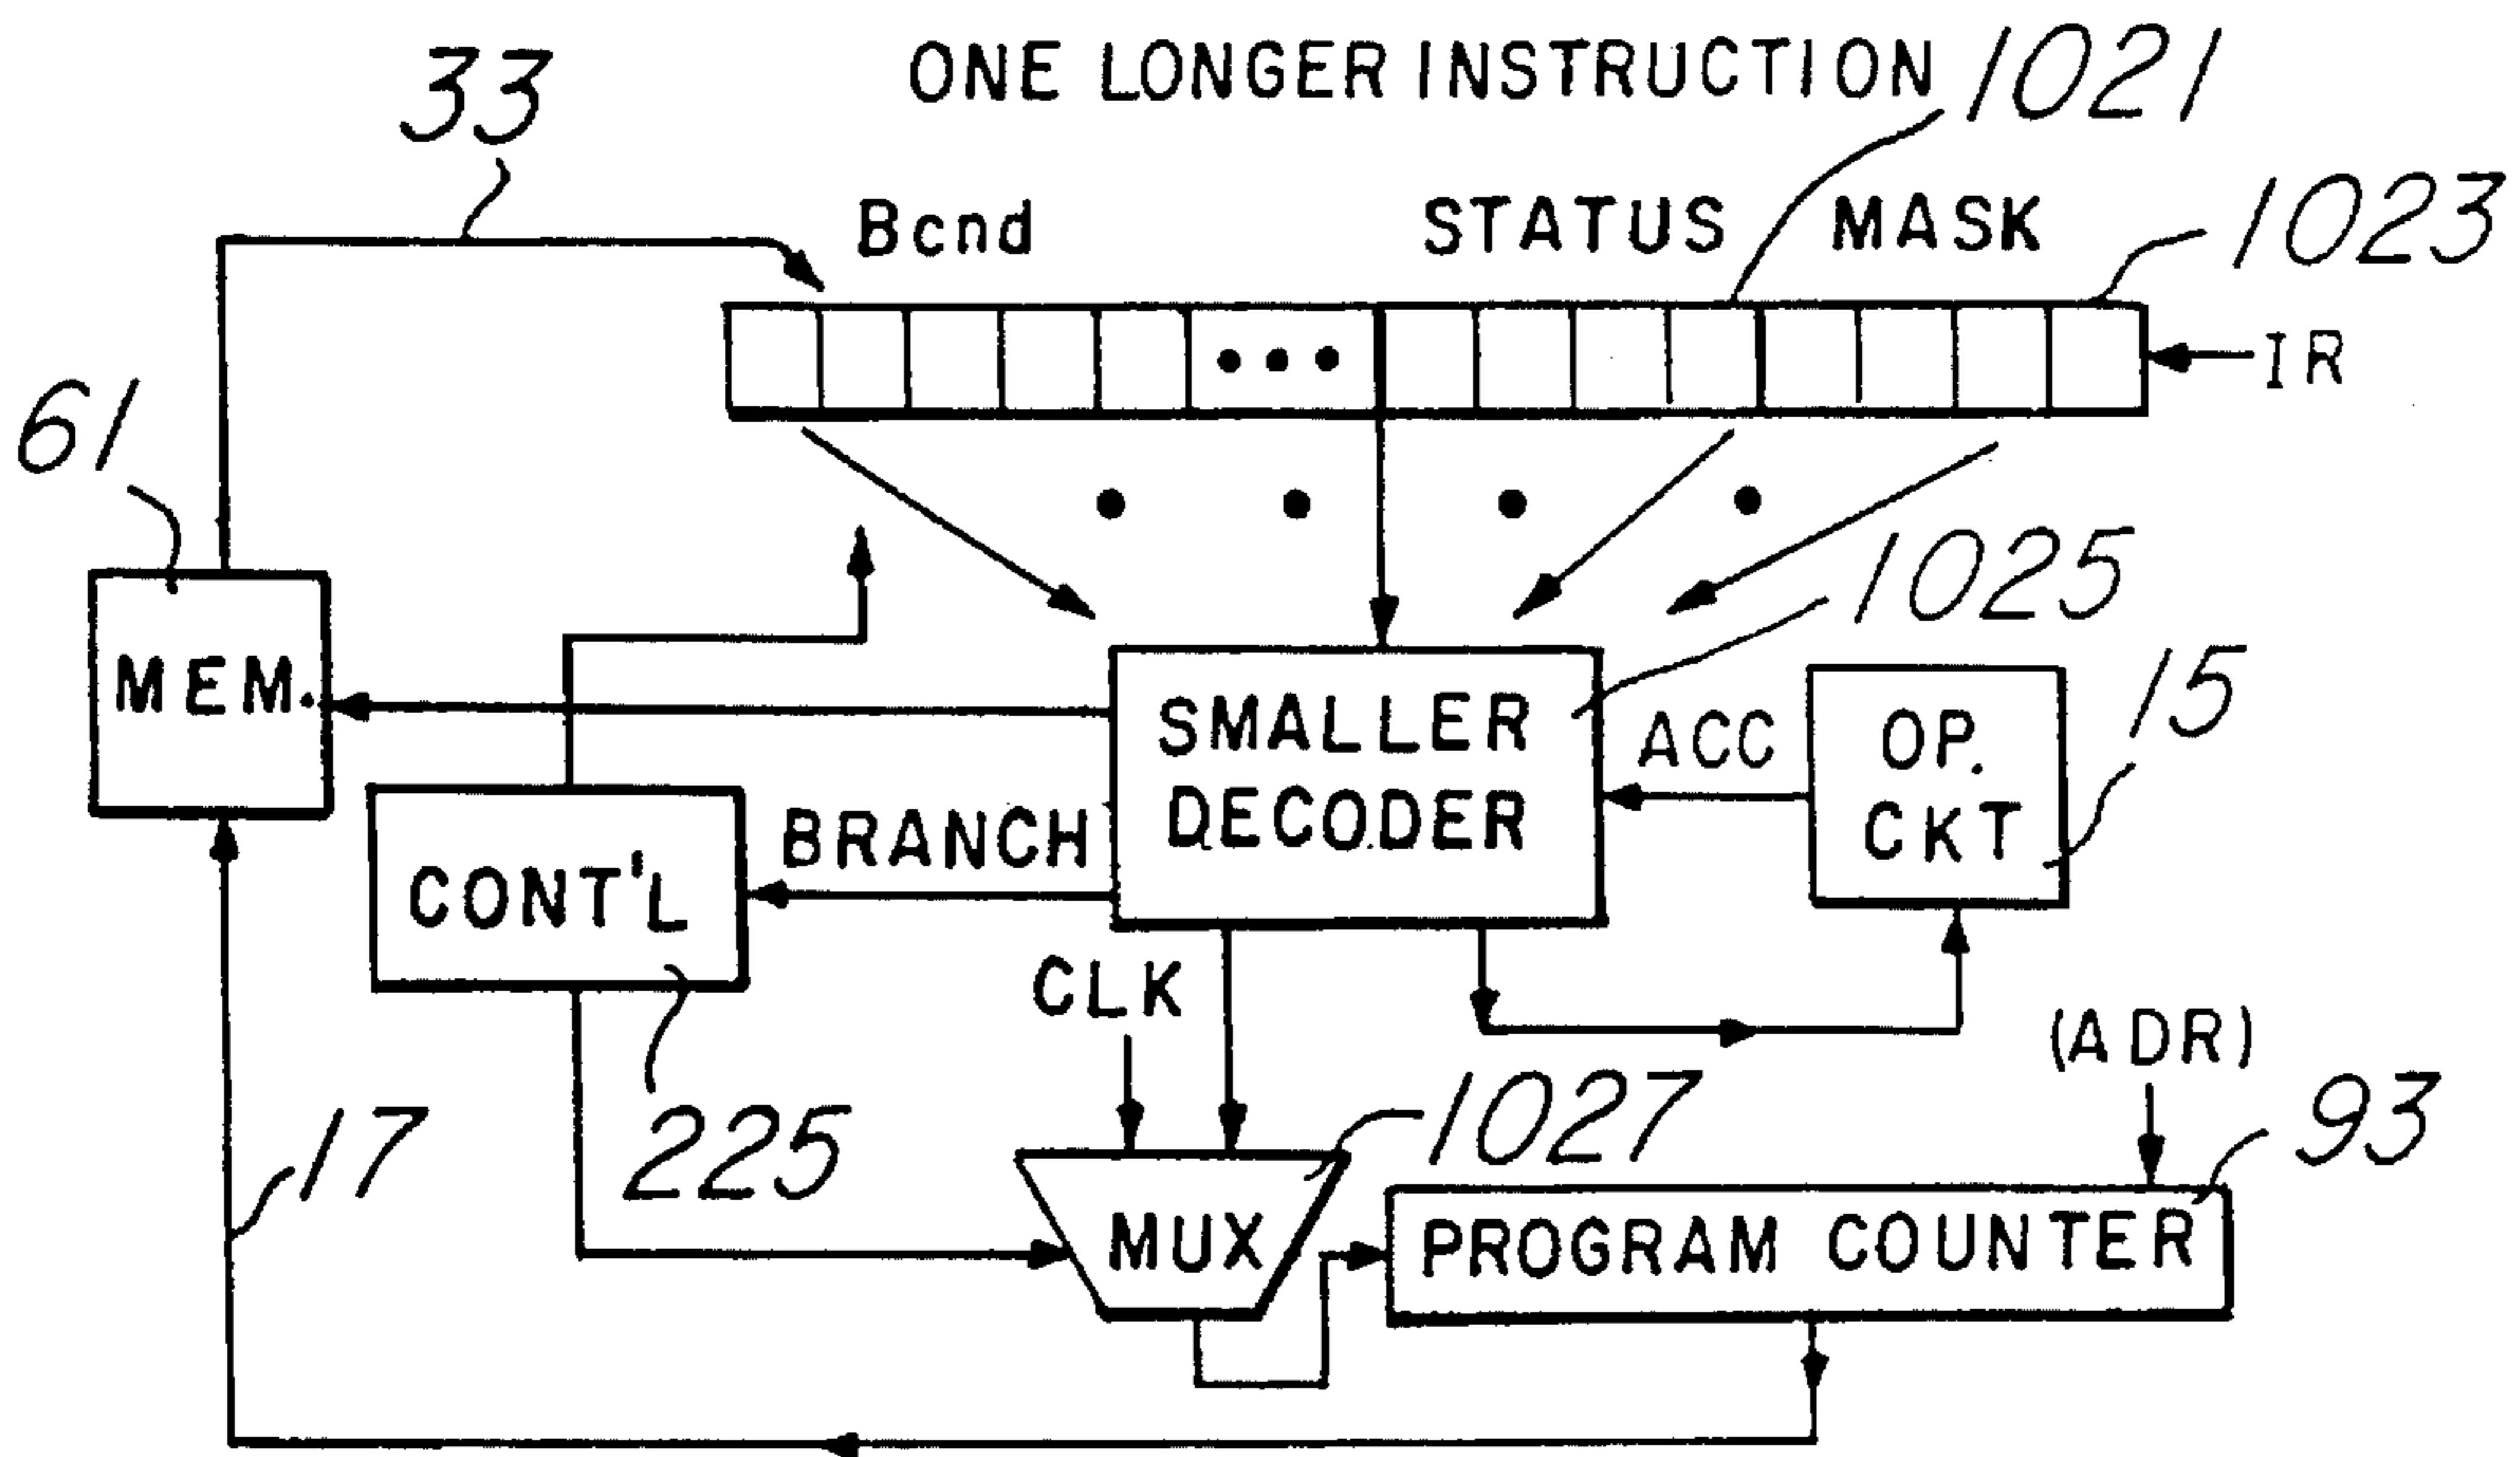 33
ONE LONGER INSTRUCTION
1021
Bcnd
STATUS MASK
1023
IR
61
1025
MEM.
SMALLER
DECODER
ACC
OP.
CKT
15
BRANCH
CONT'L
CLK
(ADR)
17
225
1027
93
MUX
PROGRAM COUNTER